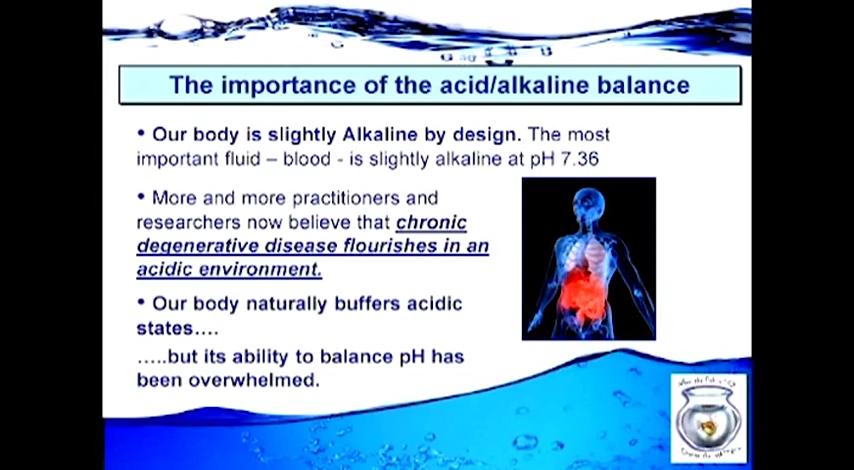 The importance of the acid/alkaline balance
• Our body is slightly Alkaline by design. The most
important fluid – blood - is slightly alkaline at pH 7.36
• More and more practitioners and
researchers now believe that chronic
degenerative disease flourishes in an
acidic environment.
• Our body naturally buffers acidic
states….
…..but its ability to balance pH has
been overwhelmed.